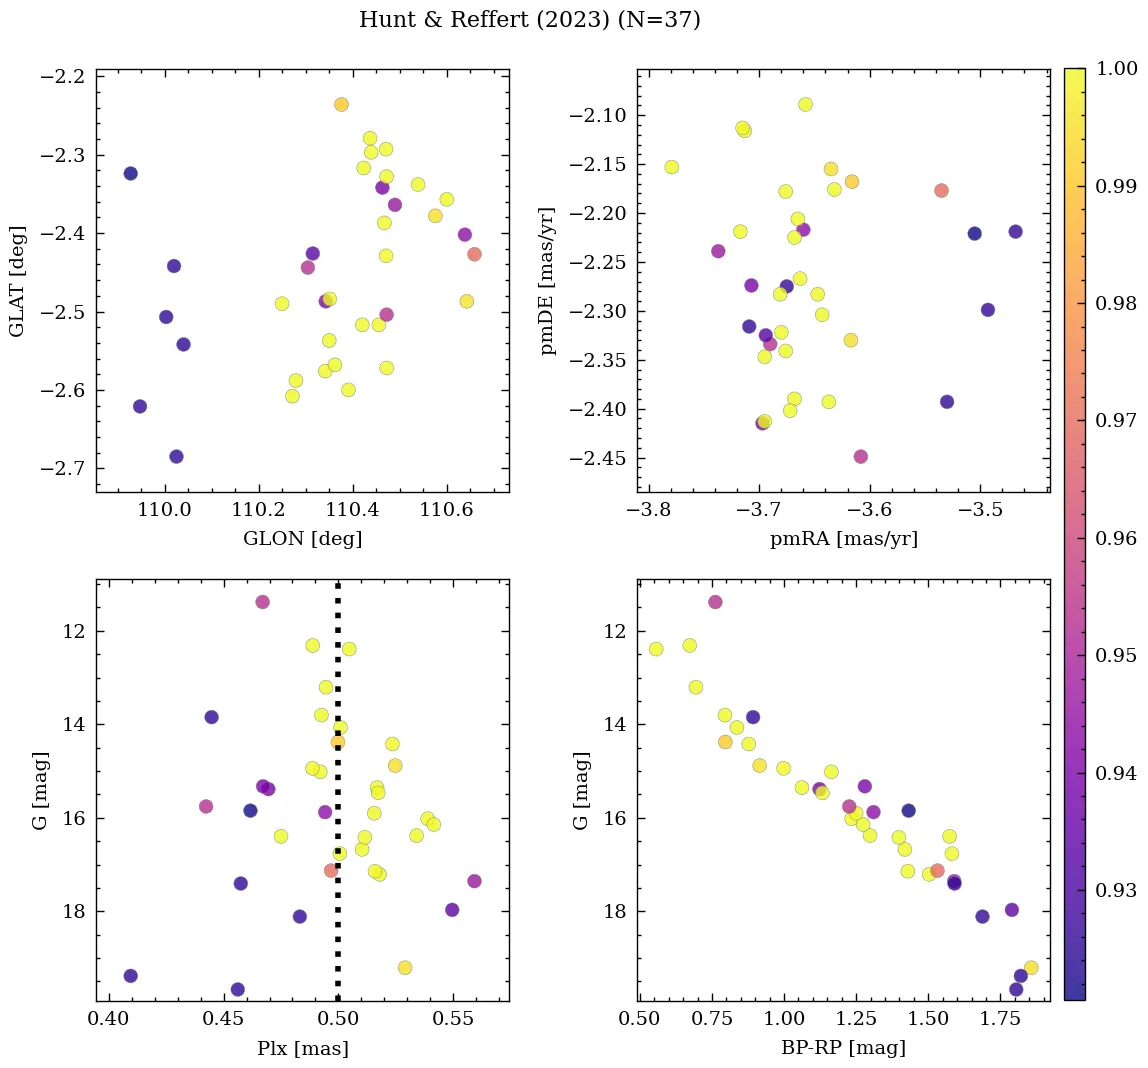 Hunt & Reffert (2023) (N=37)
GLAT [deg]
−2.2
−2.3
−2.4
−2.5
−2.6
−2.7
110.0 110.2 110.4 110.6
GLON [deg]
pmDE [mas/yr]
−2.10
−2.15
−2.20
−2.25
−2.30
−2.35
−2.40
−2.45
−3.8 −3.7 −3.6 −3.5
pmRA [mas/yr]
G [mag]
12
14
16
18
0.40 0.45 0.50 0.55
Plx [mas]
G [mag]
12
14
16
18
0.50 0.75 1.00 1.25 1.50 1.75
BP-RP [mag]
1.00
0.99
0.98
0.97
0.96
0.95
0.94
0.93